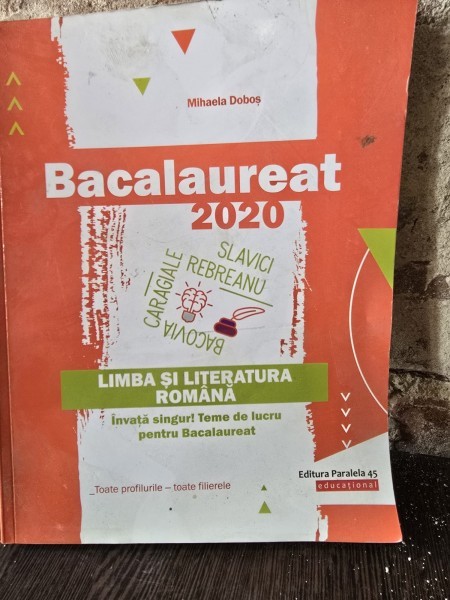 Mihaela Doboș
Bacalaureat
2020
SLAVICI
REBREANU
CARAGIALE
BACOVIA
LIMBA ȘI LITERATURA
ROMÂNĂ
Învață singur! Teme de lucru
pentru Bacalaureat
_Toate profilurile – toate filierele
Editura Paralela 45
educațional